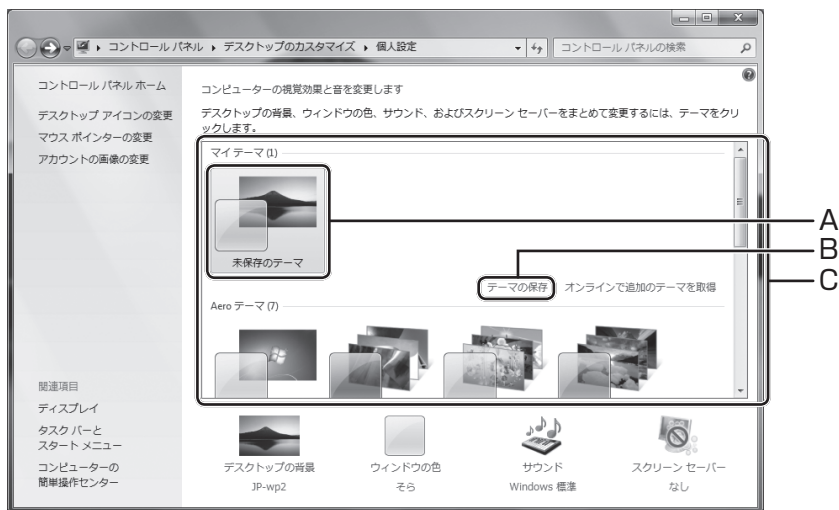 コントロール パネル ▸ デスクトップのカスタマイズ ▸ 個人設定
コントロール パネルの検索
コントロール パネル ホーム
デスクトップ アイコンの変更
マウス ポインターの変更
アカウントの画像の変更
コンピューターの視覚効果と音を変更します
デスクトップの背景、ウィンドウの色、サウンド、およびスクリーン セーバーをまとめて変更するには、テーマをクリ
ックします。
マイ テーマ (1)
未保存のテーマ
テーマの保存 オンラインで追加のテーマを取得
Aero テーマ (7)
A
B
C
関連項目
ディスプレイ
タスク バーと
スタート メニュー
コンピューターの
簡単操作センター
デスクトップの背景
JP-wp2
ウィンドウの色
そら
サウンド
Windows 標準
スクリーン セーバー
なし